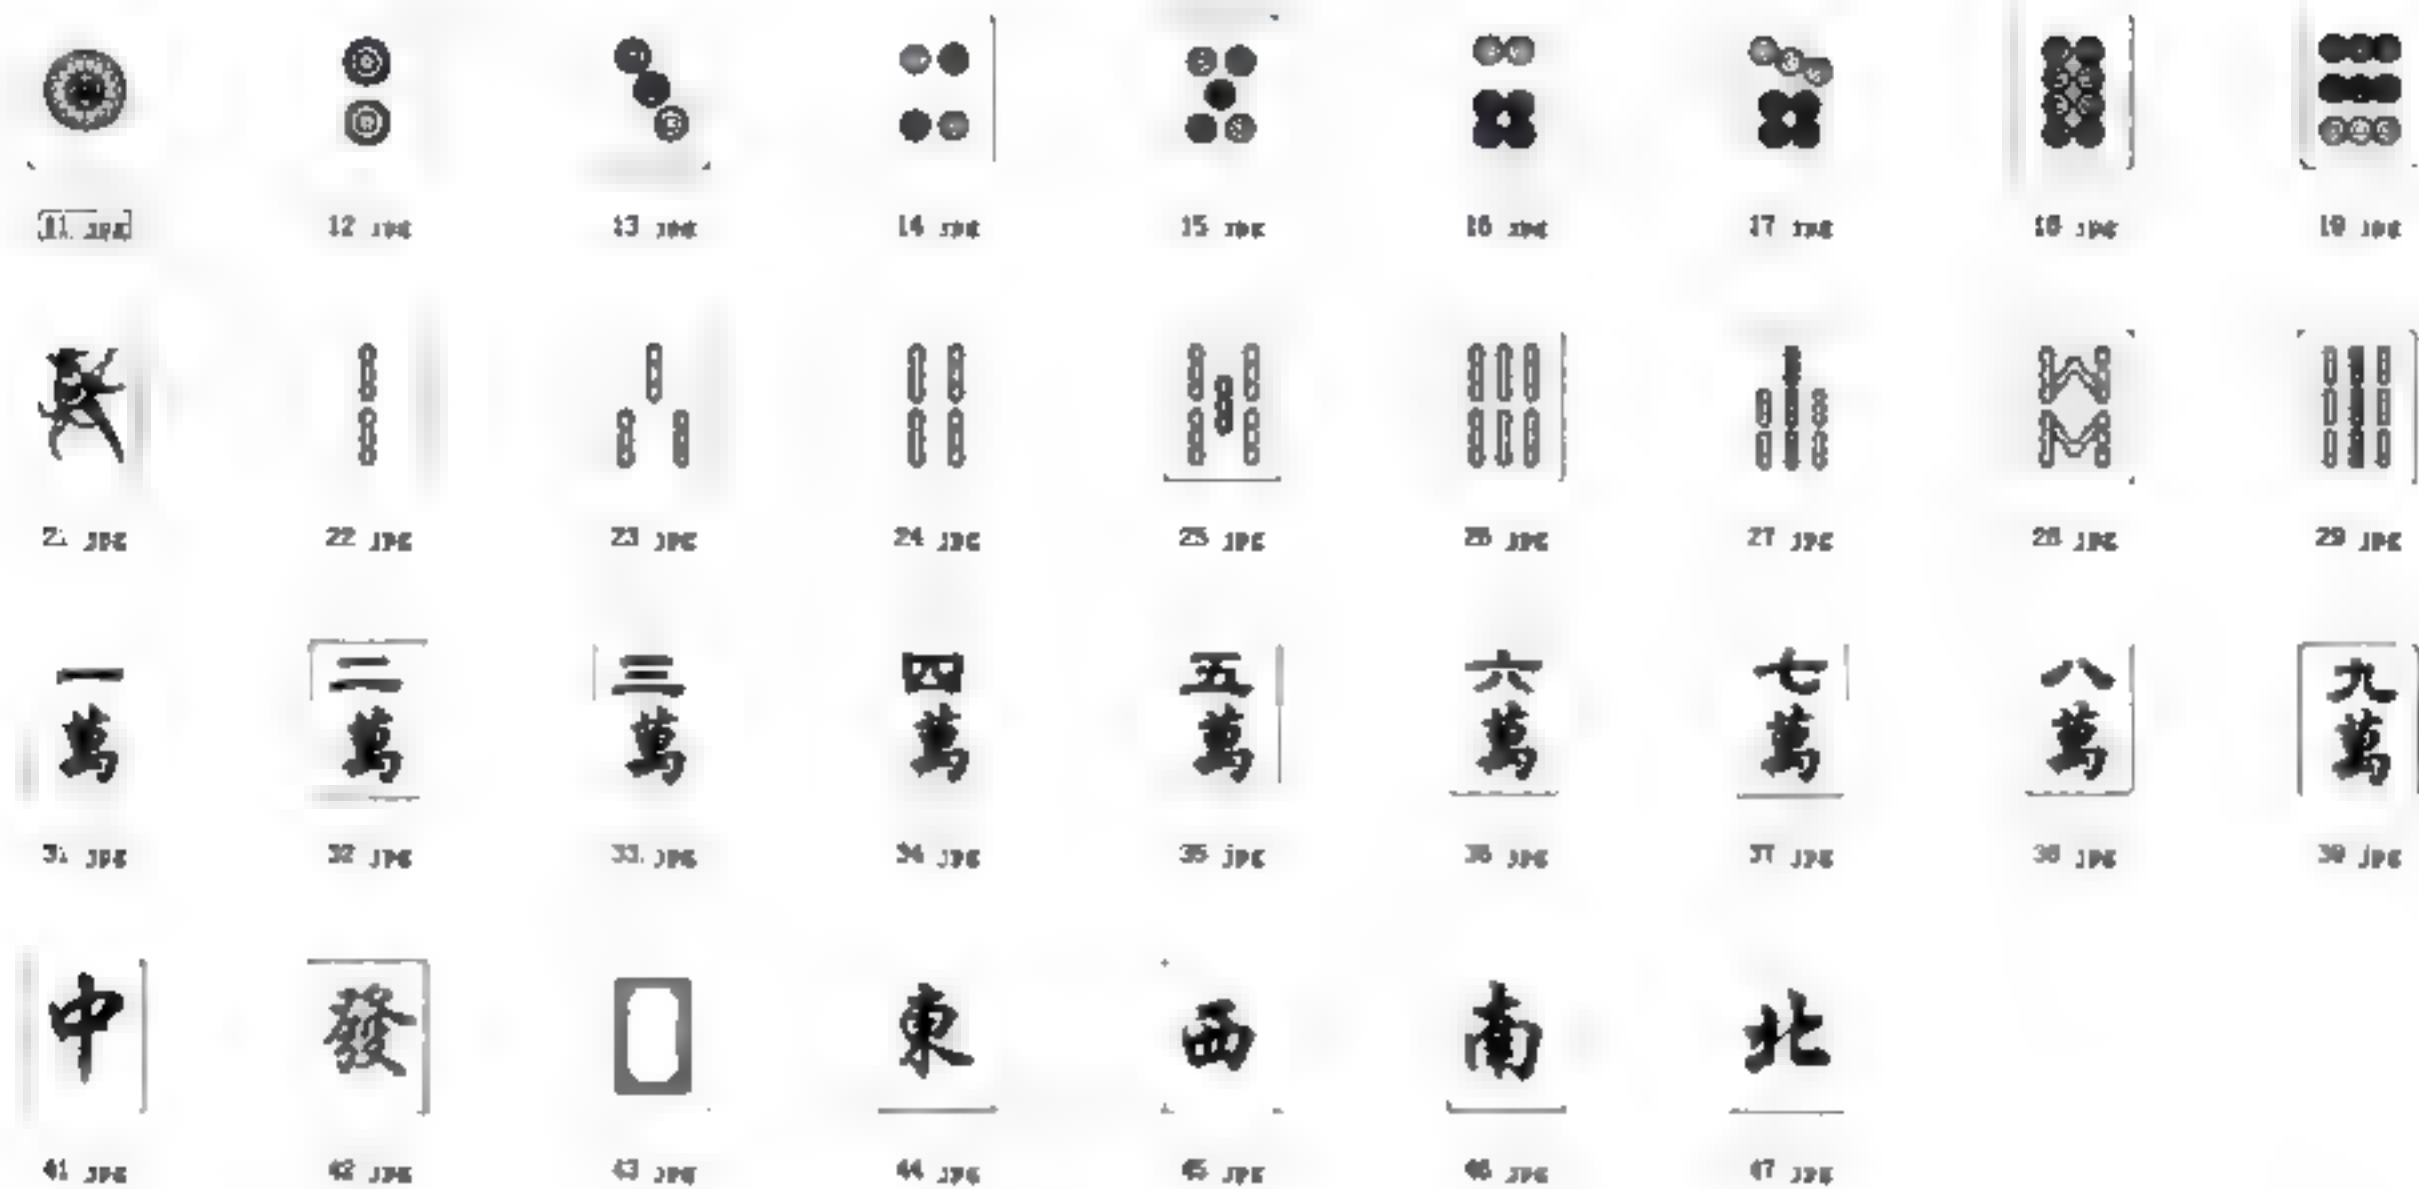 11.JPG 12.JPG 13.JPG 14.JPG 15.JPG 16.JPG 17.JPG 18.JPG 19.JPG
21.JPG 22.JPG 23.JPG 24.JPG 25.JPG 26.JPG 27.JPG 28.JPG 29.JPG
一 二 三 四 五 六 七 八 九
萬 萬 萬 萬 萬 萬 萬 萬 萬
31.JPG 32.JPG 33.JPG 34.JPG 35.jpg 36.JPG 37.JPG 38.JPG 39.jpg
中 發 東 西 南 北
41.JPG 42.JPG 43.JPG 44.JPG 45.JPG 46.JPG 47.JPG